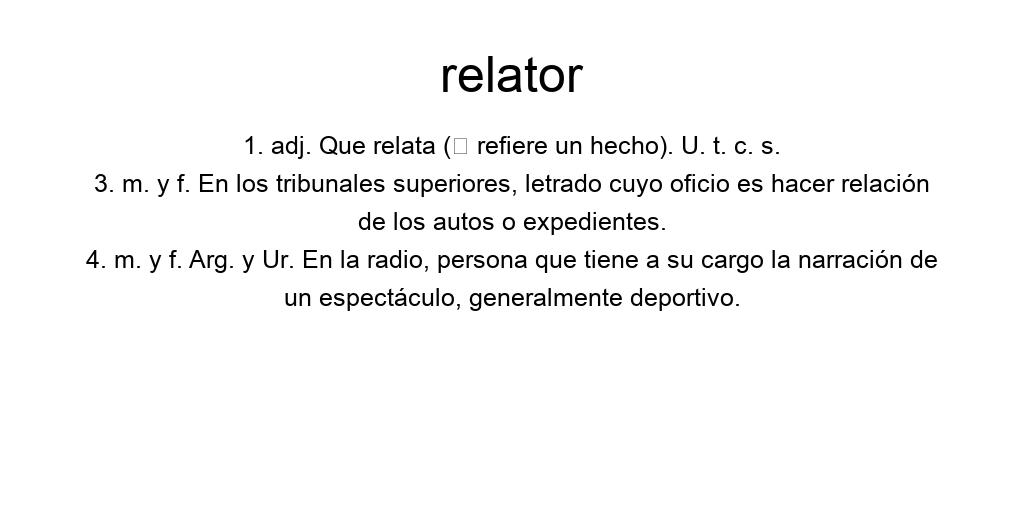 relator
1. adj. Que relata (□ refiere un hecho). U. t. c. s.
3. m. y f. En los tribunales superiores, letrado cuyo oficio es hacer relación
de los autos o expedientes.
4. m. y f. Arg. y Ur. En la radio, persona que tiene a su cargo la narración de
un espectáculo, generalmente deportivo.